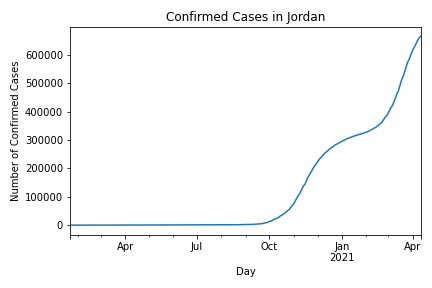 Confirmed Cases in Jordan
Number of Confirmed Cases
600000
500000
400000
300000
200000
100000
0
Apr
Jul
Oct
Jan
2021
Apr
Day